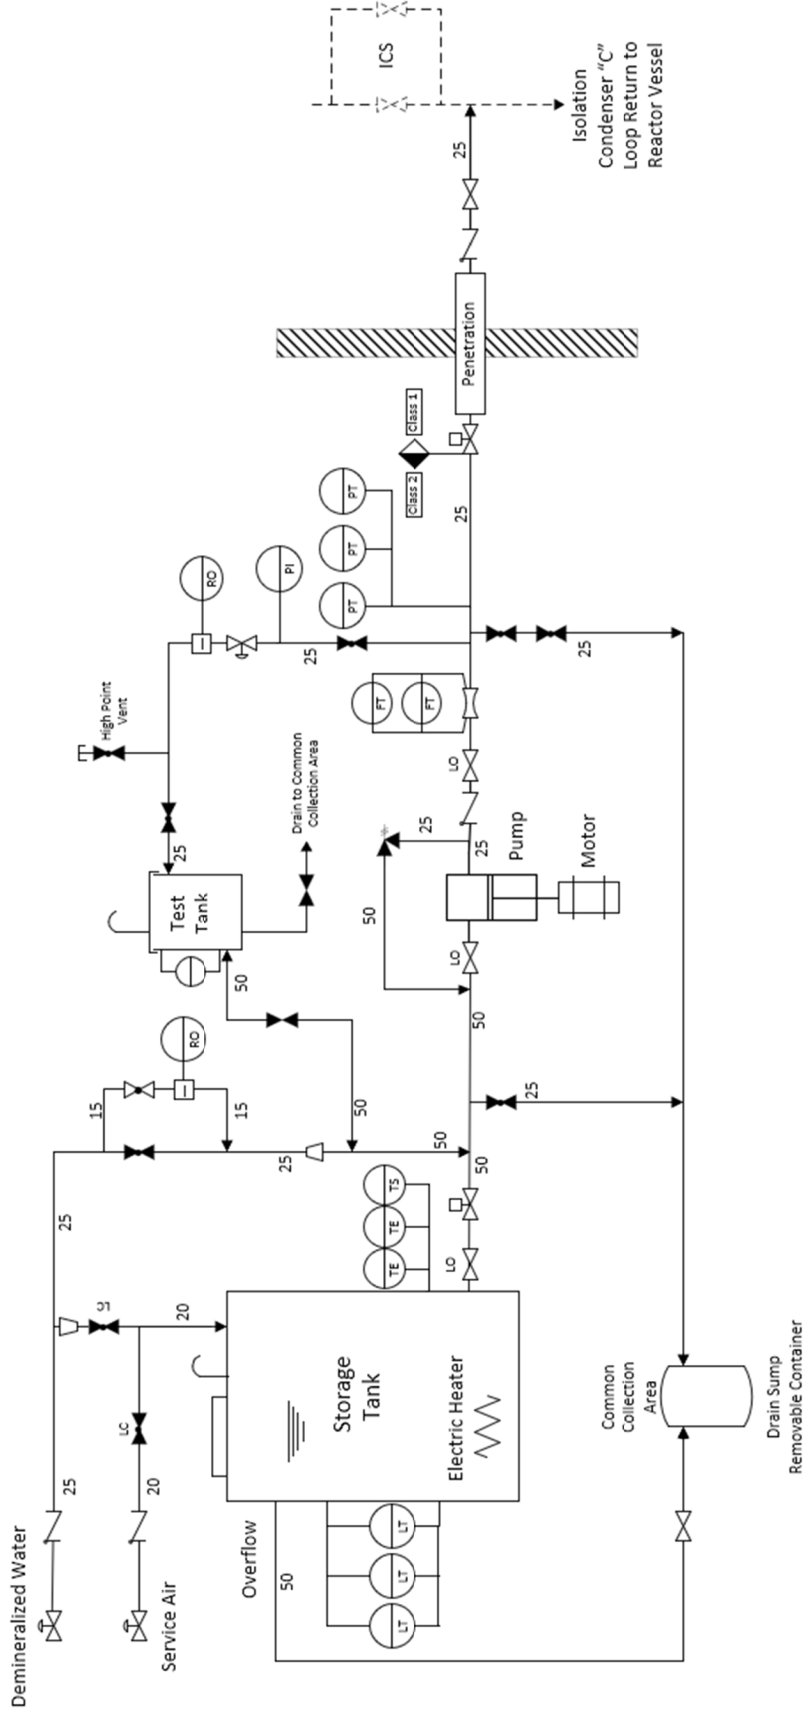 Demineralized Water
25
25
Service Air
20
LC
20
15
15
25
RO
50
50
50
Test
Tank
25
High Point
Vent
Drain to Common
Collection Area
RO
PI
25
Overflow
50
LT
LT
LT
Storage
Tank
Electric Heater
TE
TE
TS
LO
50
50
50
LO
50
25
25
Pump
Motor
LO
FT
FT
PT
PT
PT
25
Class 2
Class 1
Penetration
25
ICS
Isolation
Condenser "C"
Loop Return to
Reactor Vessel
25
25
Common
Collection
Area
Drain Sump
Removable Container